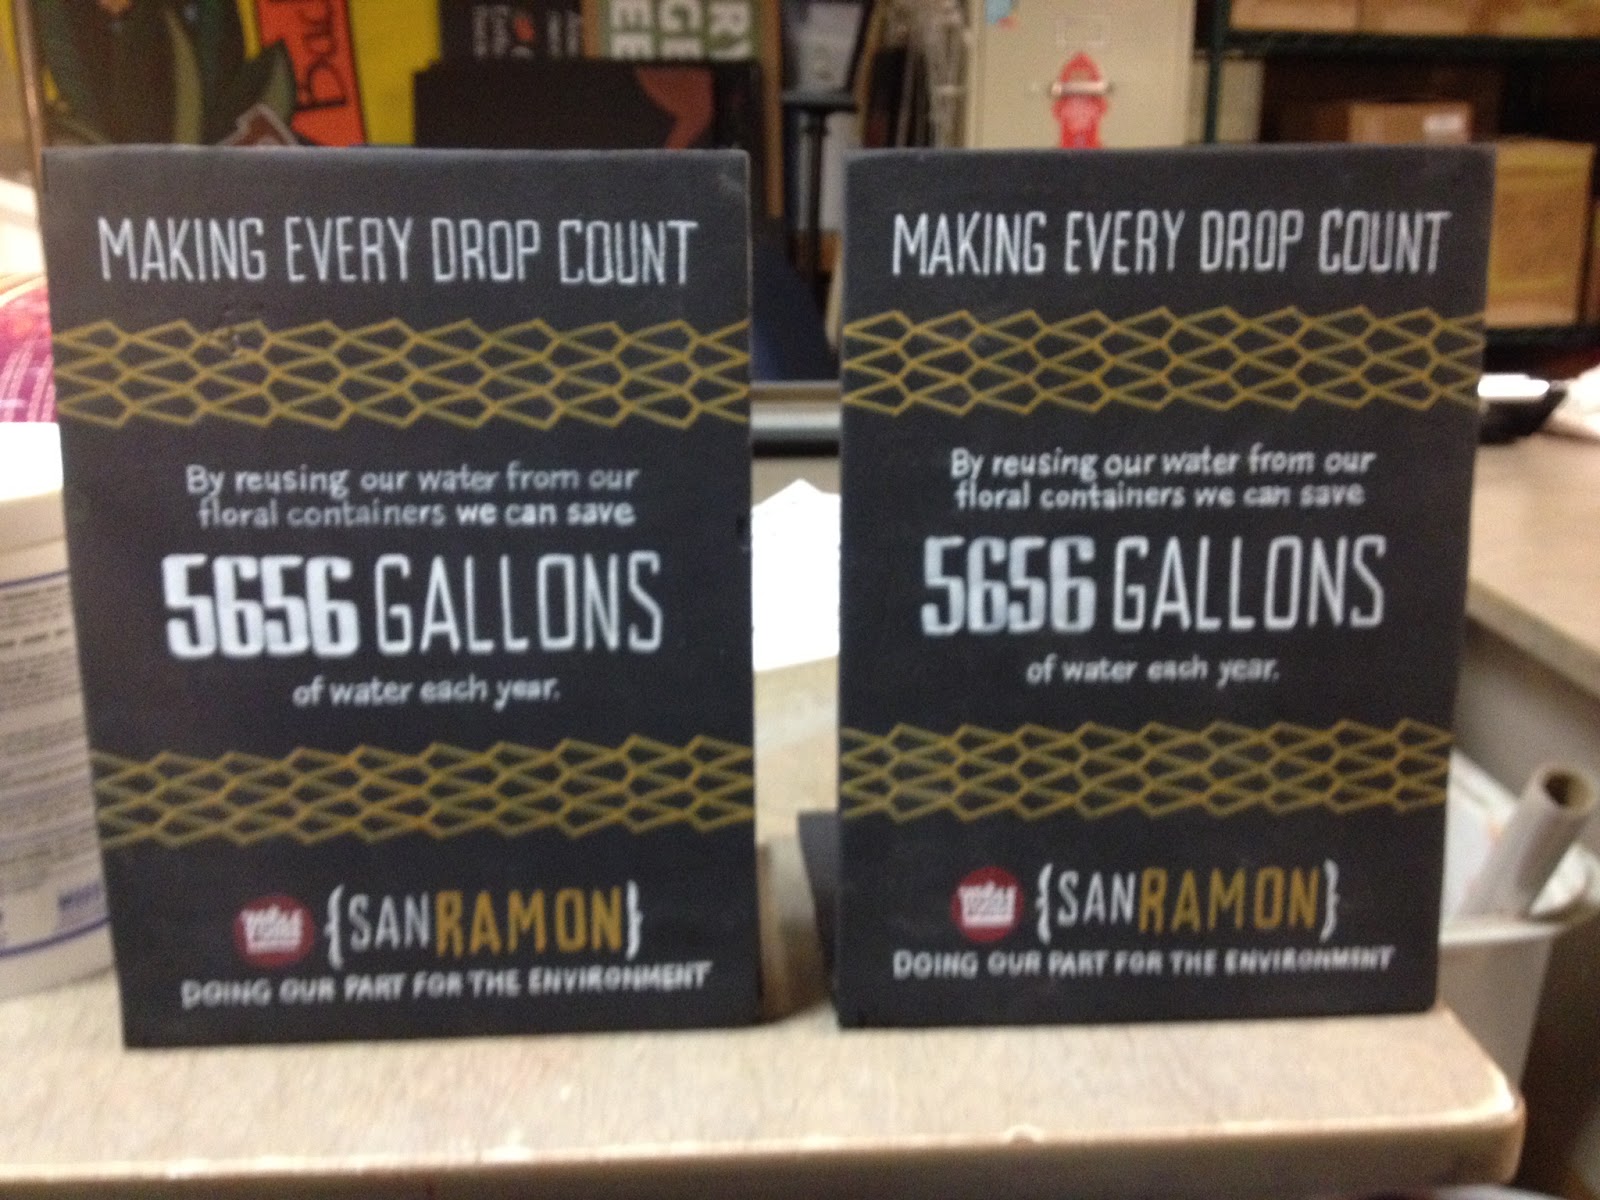 MAKING EVERY DROP COUNT
By reusing our water from our
floral containers we can save
5656 GALLONS
of water each year.
{SANRAMON}
DOING OUR PART FOR THE ENVIRONMENT
MAKING EVERY DROP COUNT
By reusing our water from our
floral containers we can save
5656 GALLONS
of water each year.
{SANRAMON}
DOING OUR PART FOR THE ENVIRONMENT